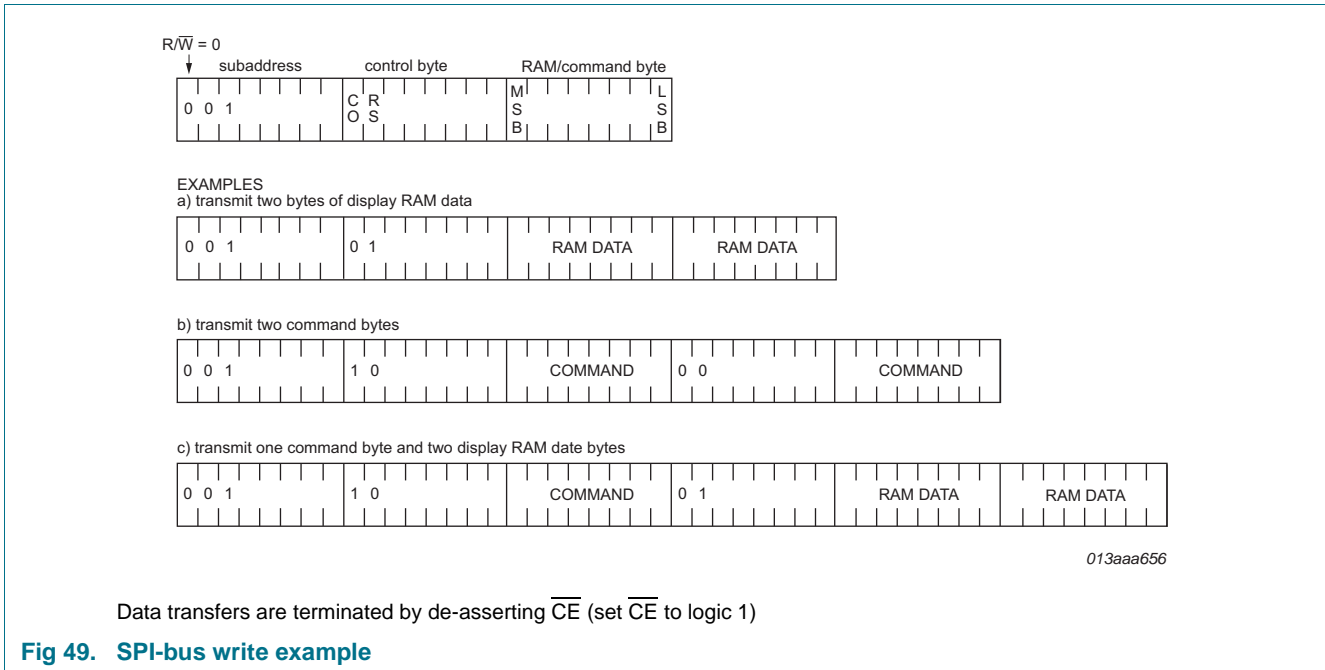 R/W̅ = 0
subaddress control byte RAM/command byte
0 0 1 CO RS MSB LSB
EXAMPLES
a) transmit two bytes of display RAM data
0 0 1 0 1 RAM DATA RAM DATA
b) transmit two command bytes
0 0 1 1 0 COMMAND 0 0 COMMAND
c) transmit one command byte and two display RAM date bytes
0 0 1 1 0 COMMAND 0 1 RAM DATA RAM DATA
013aaa656
Data transfers are terminated by de-asserting C̅E̅ (set C̅E̅ to logic 1)
Fig 49. SPI-bus write example